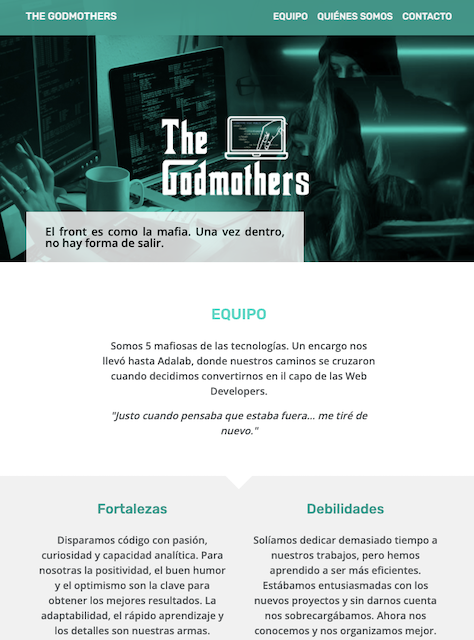 THE GODMOTHERS
EQUIPO QUIÉNES SOMOS CONTACTO
The
Godmothers
El front es como la mafia. Una vez dentro,
no hay forma de salir.
EQUIPO
Somos 5 mafiosas de las tecnologías. Un encargo nos
llevó hasta Adalab, donde nuestros caminos se cruzaron
cuando decidimos convertirnos en il capo de las Web
Developers.
"Justo cuando pensaba que estaba fuera... me tiré de
nuevo."
Fortalezas
Disparamos código con pasión,
curiosidad y capacidad analítica. Para
nosotras la positividad, el buen humor
y el optimismo son la clave para
obtener los mejores resultados. La
adaptabilidad, el rápido aprendizaje y
los detalles son nuestras armas.
Debilidades
Solíamos dedicar demasiado tiempo a
nuestros trabajos, pero hemos
aprendido a ser más eficientes.
Estábamos entusiasmadas con los
nuevos proyectos y sin darnos cuenta
nos sobrecargábamos. Ahora nos
conocemos y nos organizamos mejor.